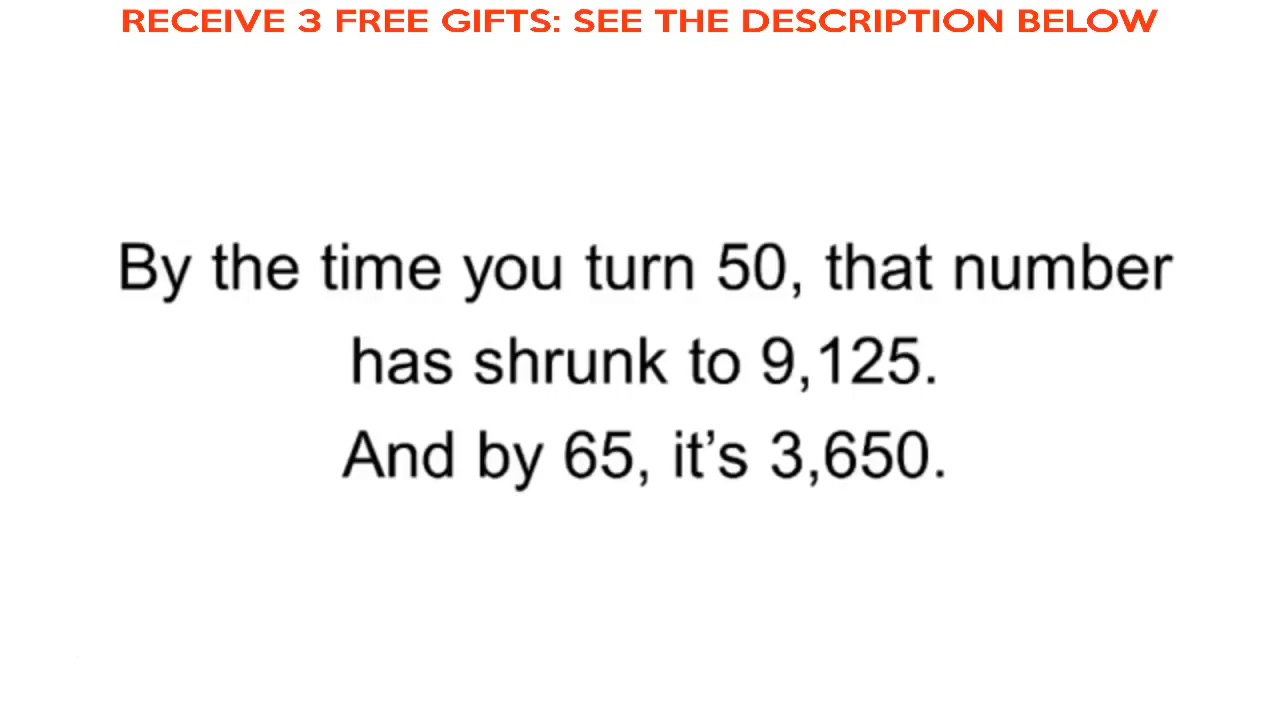 RECEIVE 3 FREE GIFTS: SEE THE DESCRIPTION BELOW
By the time you turn 50, that number
has shrunk to 9,125.
And by 65, it’s 3,650.